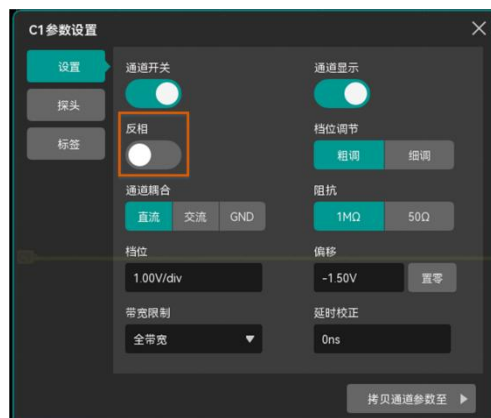 C1参数设置
设置
通道开关
通道显示
探头
反相
档位调节
标签
粗调 细调
通道耦合
阻抗
直流 交流 GND
1MΩ 50Ω
档位
偏移
1.00V/div
-1.50V 置零
带宽限制
延时校正
全带宽
0ns
拷贝通道参数至